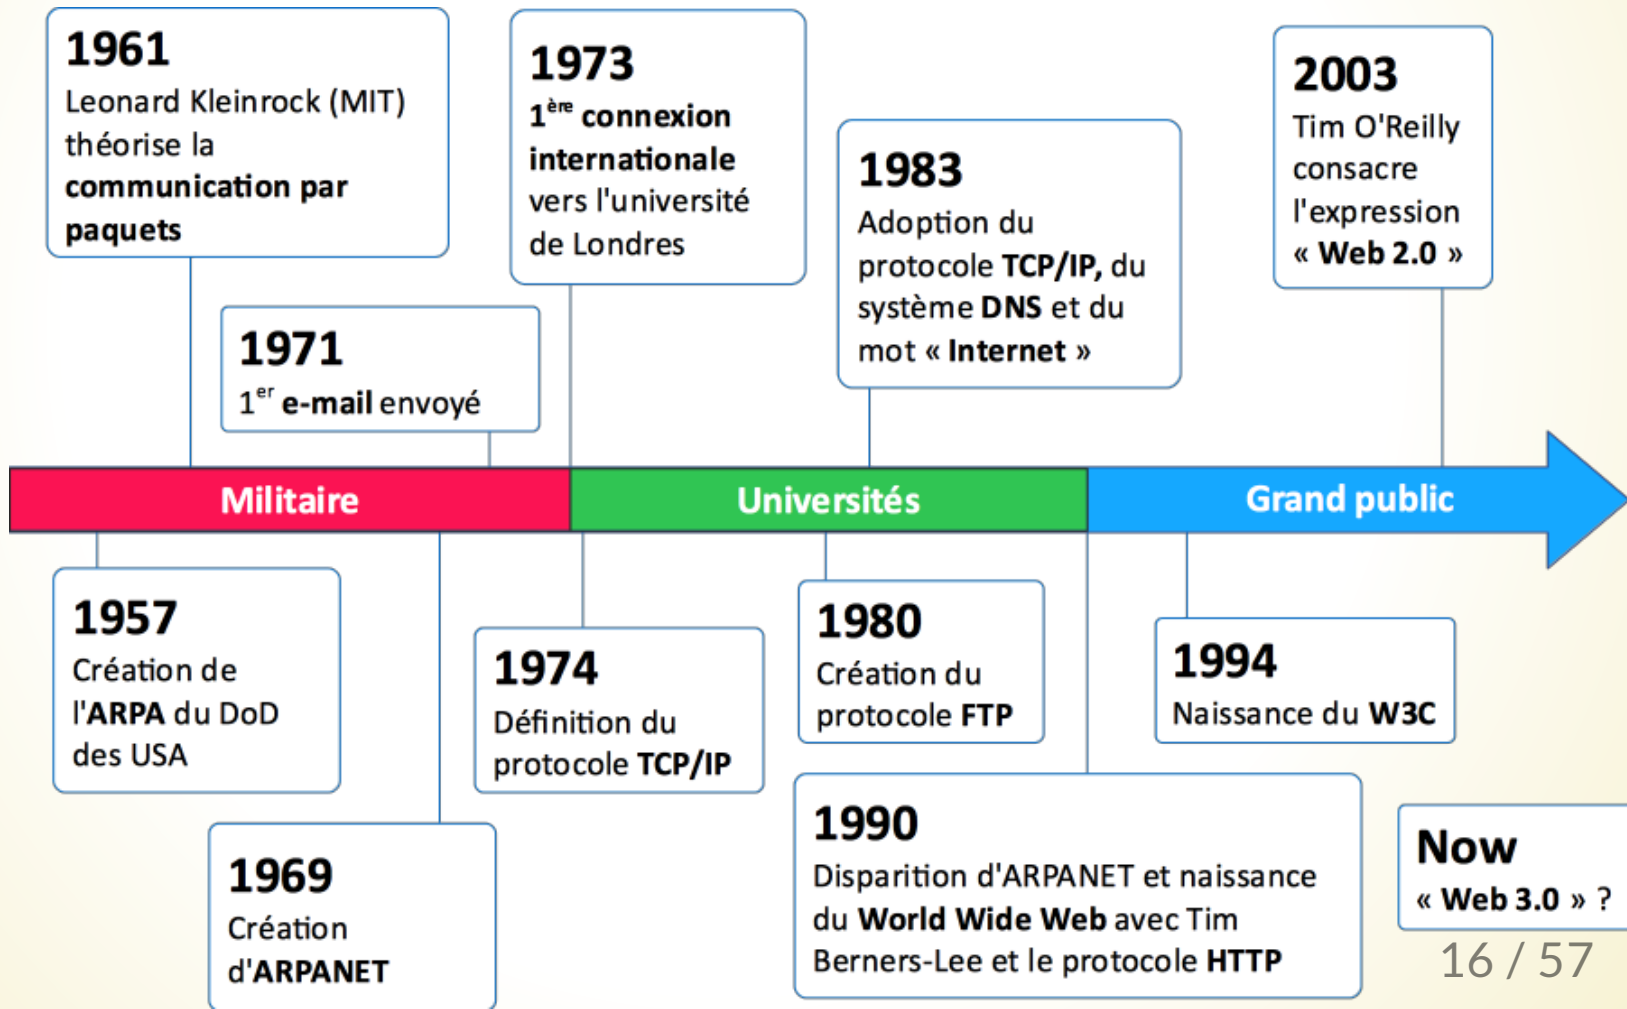 1961
Leonard Kleinrock (MIT)
théorise la
communication par
paquets
1973
1ère connexion
internationale
vers l'université
de Londres
2003
Tim O'Reilly
consacre
l'expression
« Web 2.0 »
1983
Adoption du
protocole TCP/IP, du
système DNS et du
mot « Internet »
1971
1er e-mail envoyé
Militaire
Universités
Grand public
1957
Création de
l'ARPA du DoD
des USA
1974
Définition du
protocole TCP/IP
1980
Création du
protocole FTP
1994
Naissance du W3C
1969
Création
d'ARPANET
1990
Disparition d'ARPANET et naissance
du World Wide Web avec Tim
Berners-Lee et le protocole HTTP
Now
« Web 3.0 » ?
16 / 57